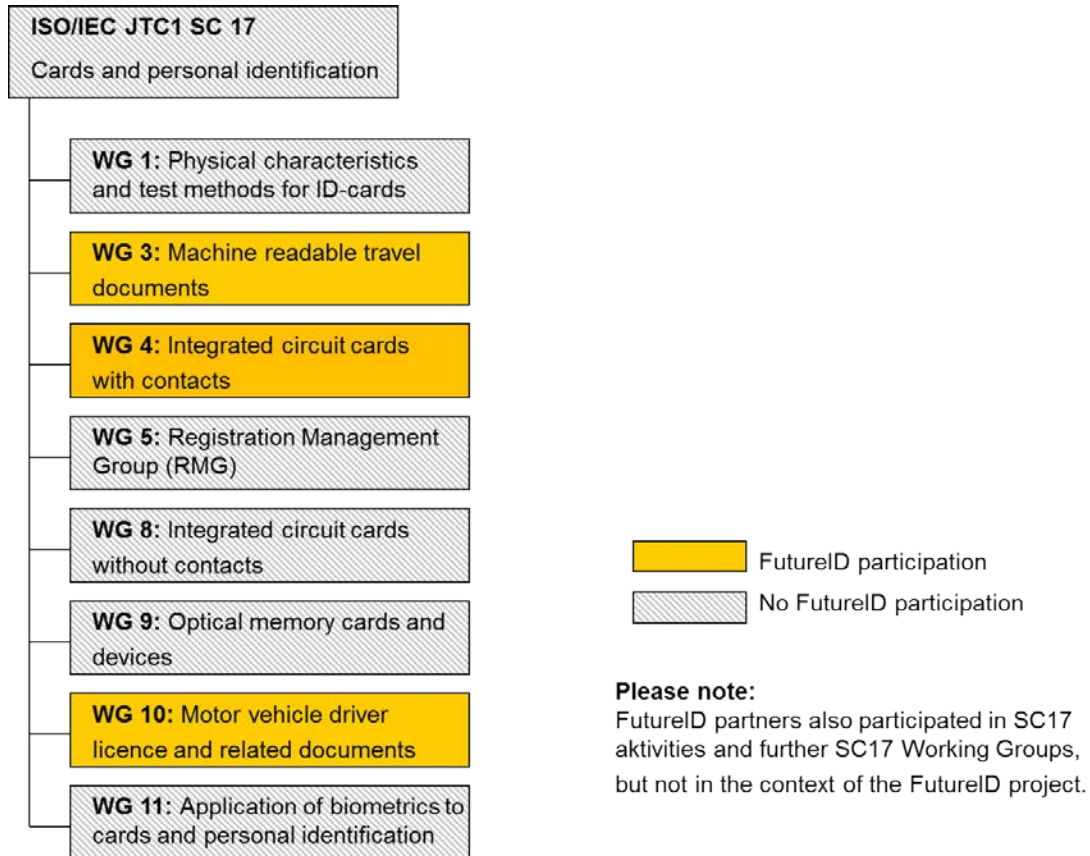 ISO/IEC JTC1 SC 17
Cards and personal identification
WG 1: Physical characteristics
and test methods for ID-cards
WG 3: Machine readable travel
documents
WG 4: Integrated circuit cards
with contacts
WG 5: Registration Management
Group (RMG)
WG 8: Integrated circuit cards
without contacts
WG 9: Optical memory cards and
devices
WG 10: Motor vehicle driver
licence and related documents
WG 11: Application of biometrics to
cards and personal identification
FutureID participation
No FutureID participation
Please note:
FutureID partners also participated in SC17
aktivities and further SC17 Working Groups,
but not in the context of the FutureID project.